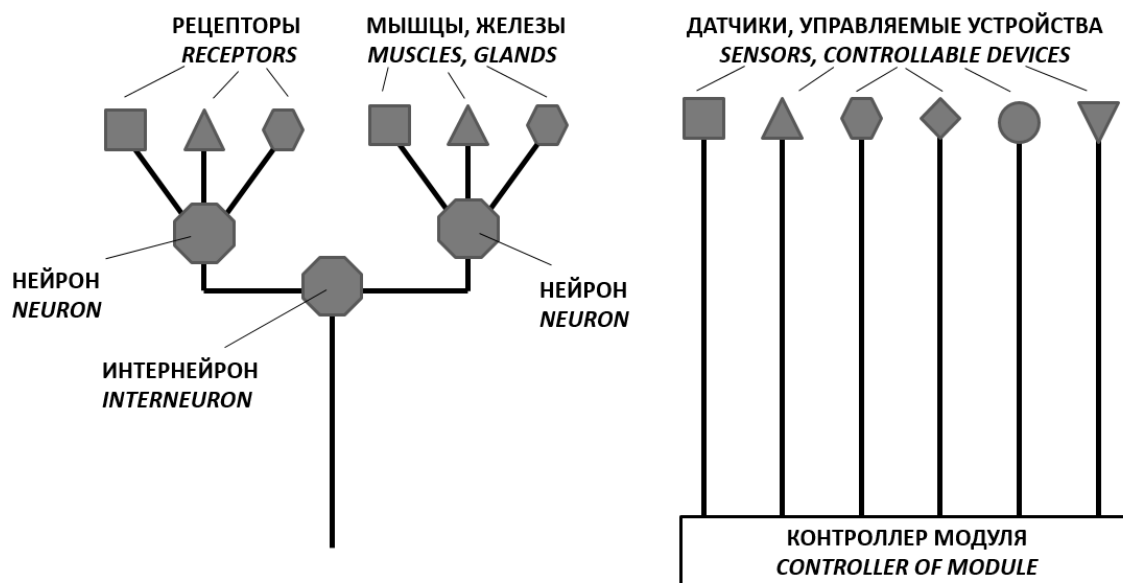 РЕЦЕПТОРЫ
RECEPTORS
МЫШЦЫ, ЖЕЛЕЗЫ
MUSCLES, GLANDS
ДАТЧИКИ, УПРАВЛЯЕМЫЕ УСТРОЙСТВА
SENSORS, CONTROLLABLE DEVICES
НЕЙРОН
NEURON
НЕЙРОН
NEURON
ИНТЕРНЕЙРОН
INTERNEURON
КОНТРОЛЛЕР МОДУЛЯ
CONTROLLER OF MODULE